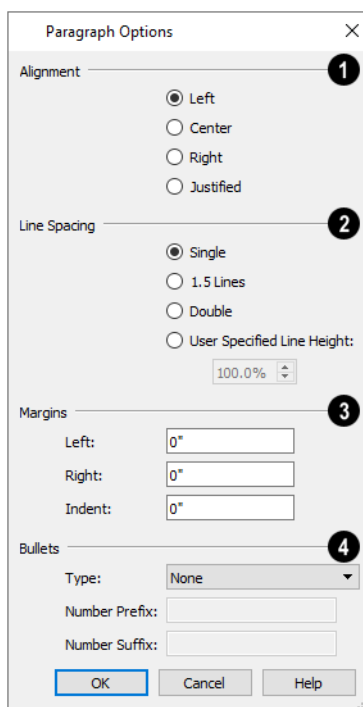 Paragraph Options
Alignment 1
Left
Center
Right
Justified
Line Spacing 2
Single
1.5 Lines
Double
User Specified Line Height:
100.0%
Margins 3
Left: 0"
Right: 0"
Indent: 0"
Bullets 4
Type: None
Number Prefix:
Number Suffix:
OK Cancel Help